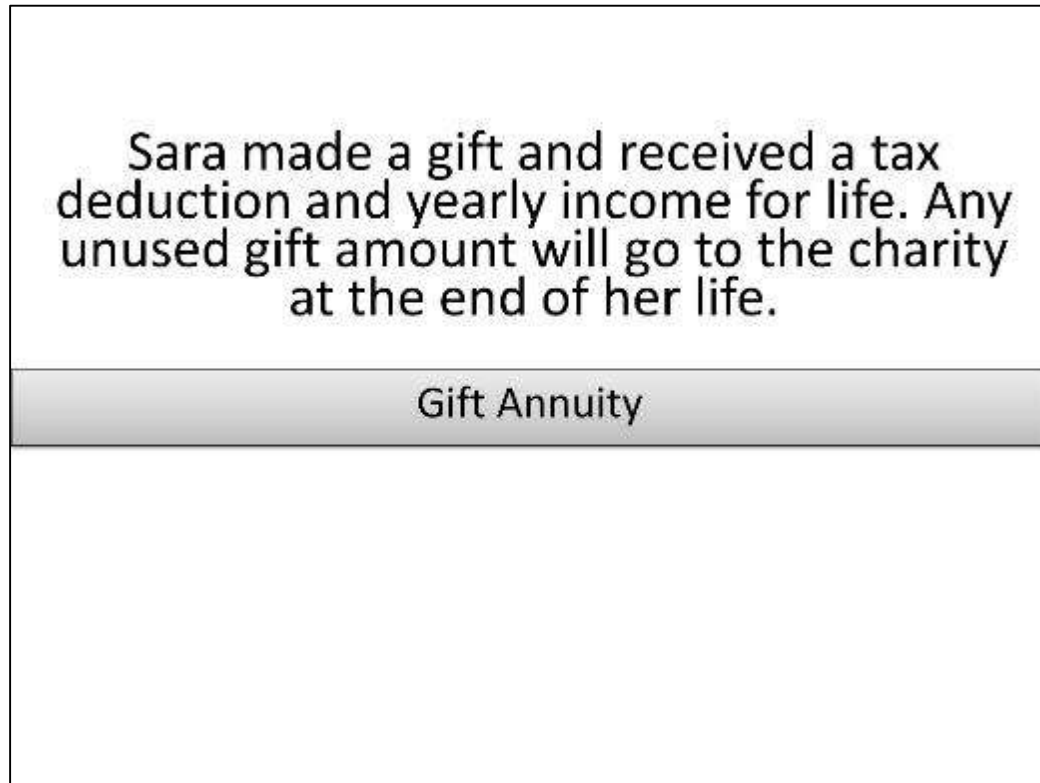 Sara made a gift and received a tax
deduction and yearly income for life. Any
unused gift amount will go to the charity
at the end of her life.
Gift Annuity